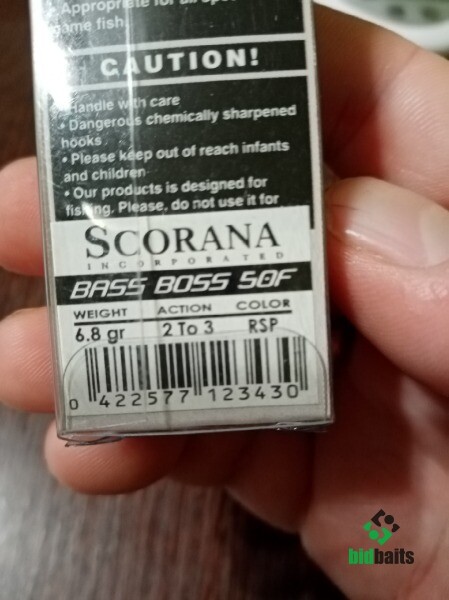 • Appropriate for all
game fish.
CAUTION!
• Handle with care
• Dangerous chemically sharpened
hooks
• Please keep out of reach infants
and children
• Our products is designed for
fishing. Please, do not use it for
SCORANA
INCORPORATED
BASS BOSS 50F
WEIGHT ACTION COLOR
6.8 gr 2 To 3 RSP
0 422577 123430
bidbaits